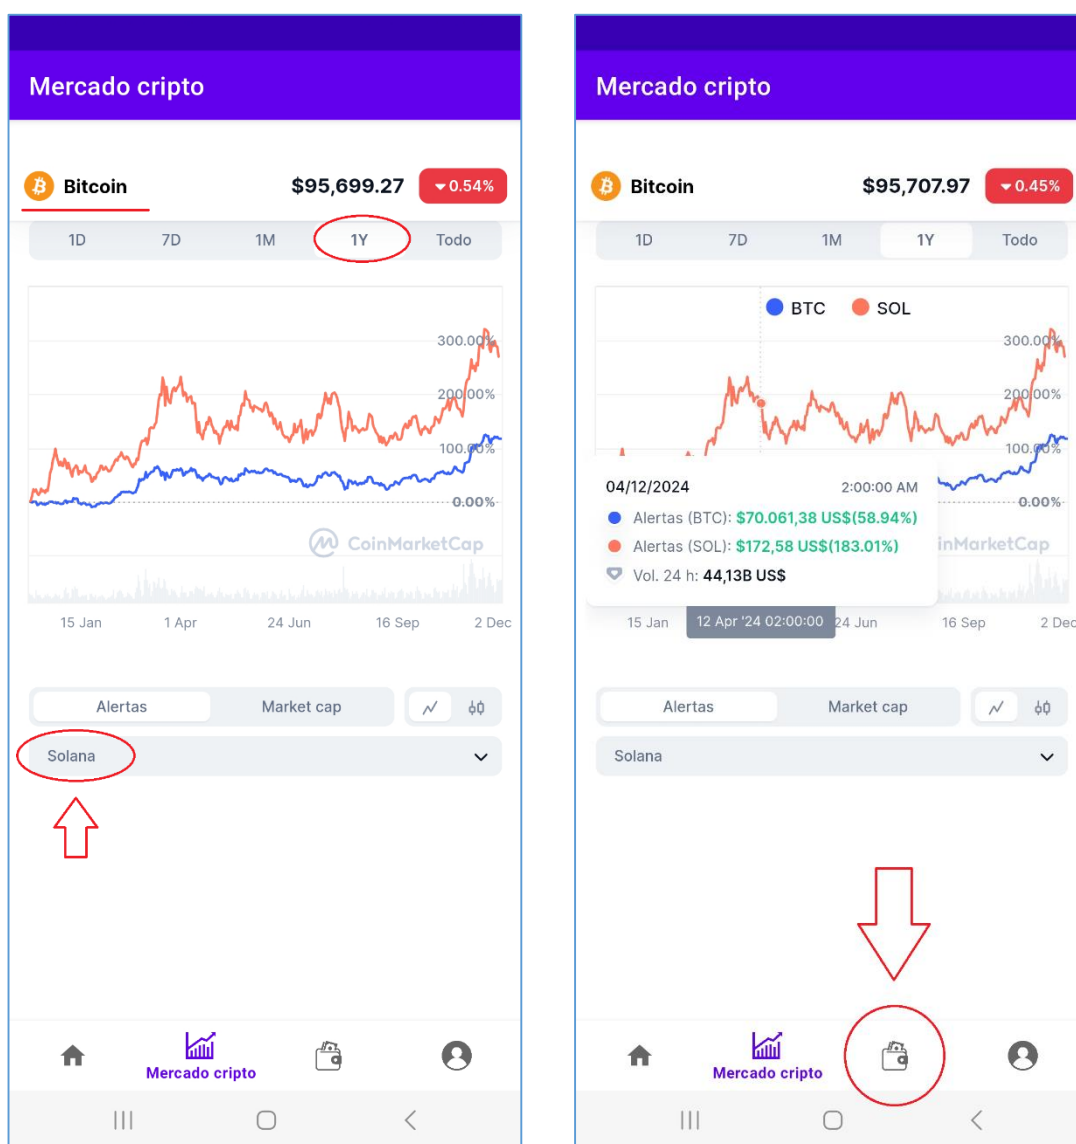 Mercado cripto
Bitcoin $95,699.27 0.54%
1D 7D 1M 1Y Todo
300.00%
200.00%
100.00%
0.00%
CoinMarketCap
15 Jan 1 Apr 24 Jun 16 Sep 2 Dec
Alertas Market cap
Solana
Mercado cripto
Mercado cripto
Bitcoin $95,707.97 0.45%
1D 7D 1M 1Y Todo
BTC SOL
300.00%
200.00%
100.00%
0.00%
04/12/2024 2:00:00 AM
Alertas (BTC): $70.061,38 US$(58.94%)
Alertas (SOL): $172,58 US$(183.01%)
inMarketCap
Vol. 24 h: 44,13B US$
15 Jan 12 Apr '24 02:00:00 24 Jun 16 Sep 2 Dec
Alertas Market cap
Solana
Mercado cripto